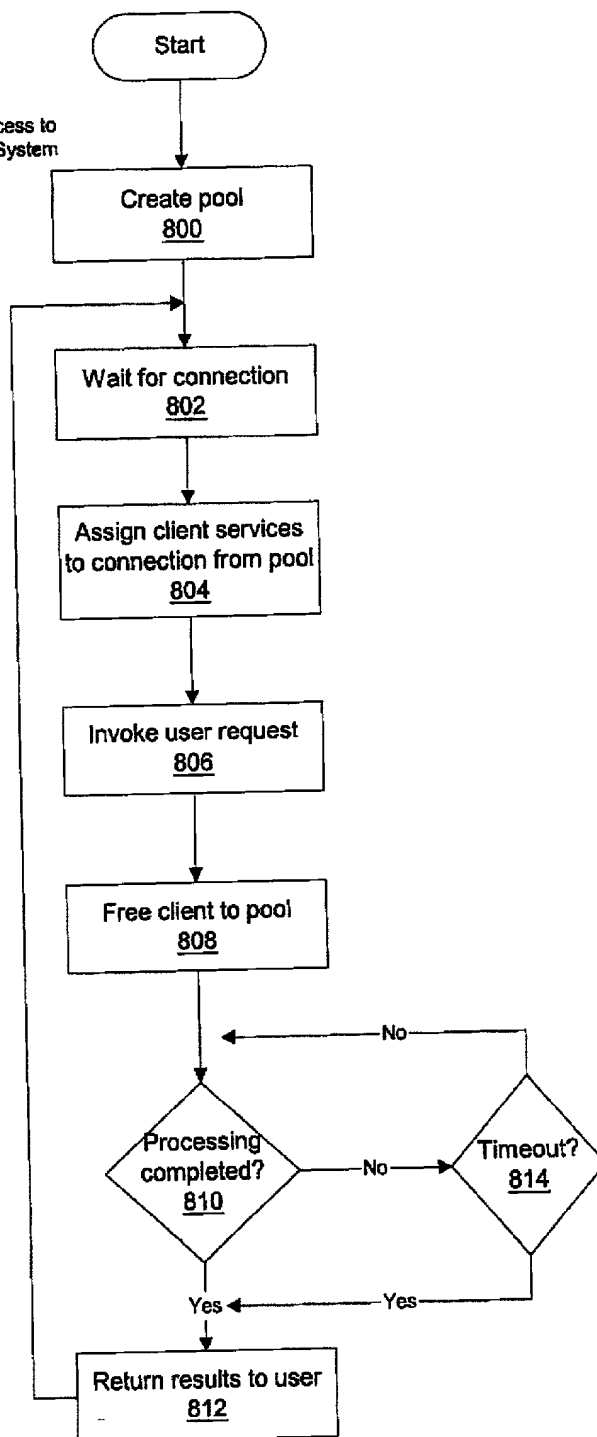 Start
System
Create pool
800
Wait for connection
802
Assign client services
to connection from pool
804
Invoke user request
806
Free client to pool
808
No
Processing
completed?
810
No
Timeout?
814
Yes
Yes
Return results to user
812